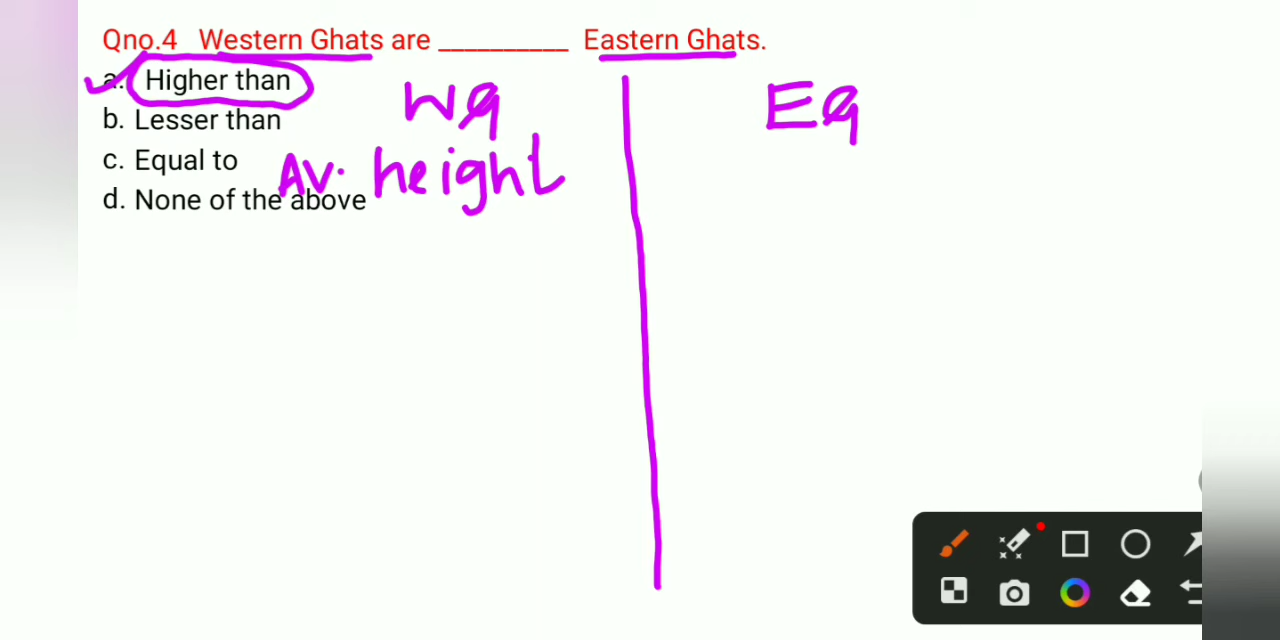 Qno.4 Western Ghats are __________ Eastern Ghats.
a. Higher than
WG EG
b. Lesser than
c. Equal to
Av. height
d. None of the above